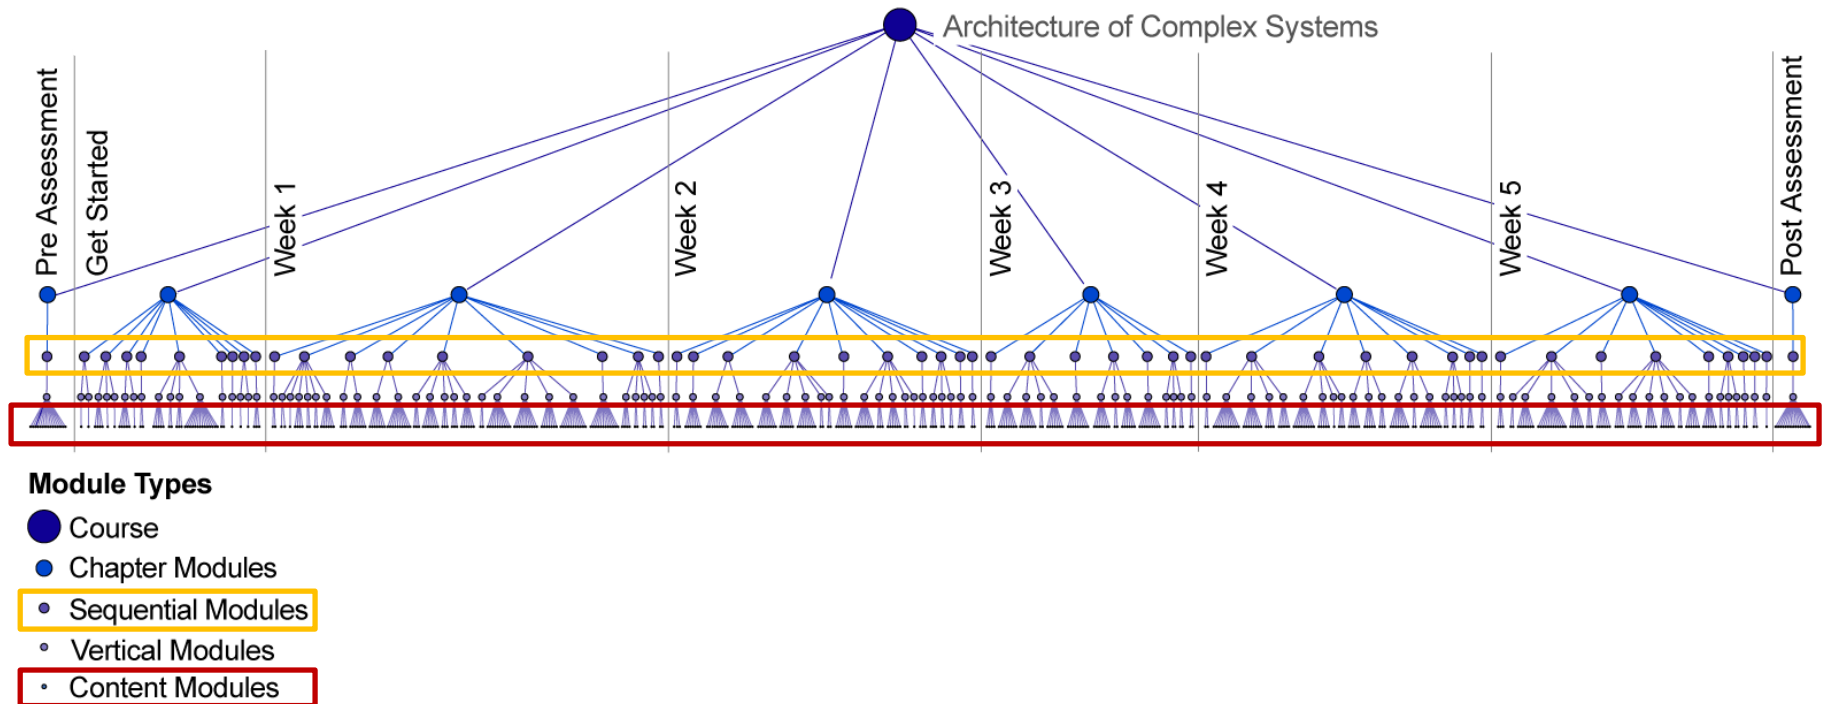 Architecture of Complex Systems
Pre Assessment
Get Started
Week 1
Week 2
Week 3
Week 4
Week 5
Post Assessment
Module Types
Course
Chapter Modules
Sequential Modules
Vertical Modules
Content Modules